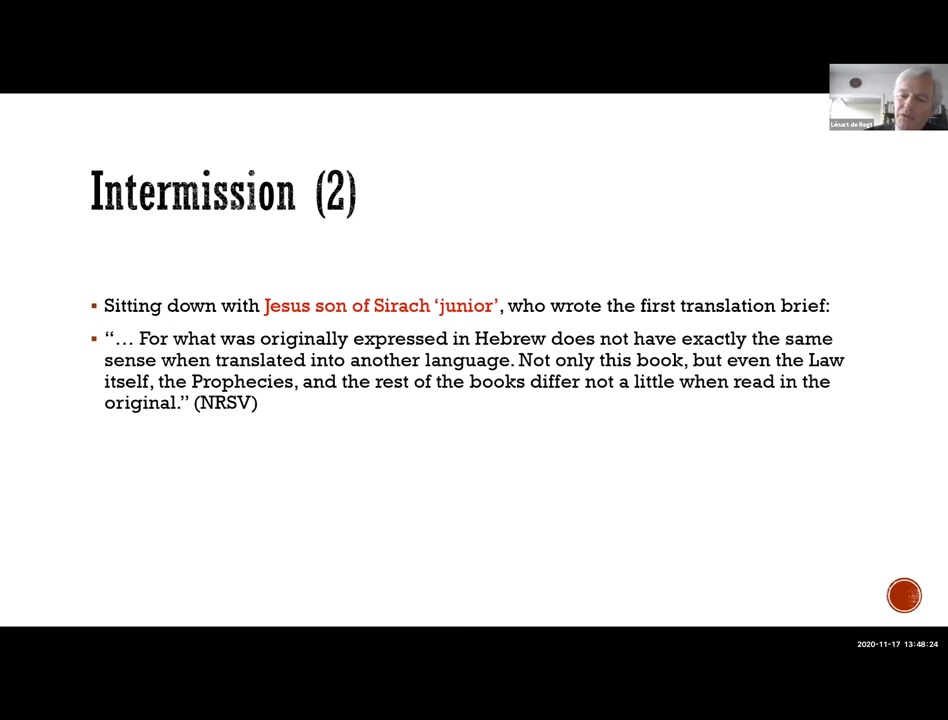 Lénart de Regt
Intermission (2)
▪ Sitting down with Jesus son of Sirach ‘junior’, who wrote the first translation brief:
▪ “… For what was originally expressed in Hebrew does not have exactly the same
sense when translated into another language. Not only this book, but even the Law
itself, the Prophecies, and the rest of the books differ not a little when read in the
original.” (NRSV)
2020-11-17 13:48:24